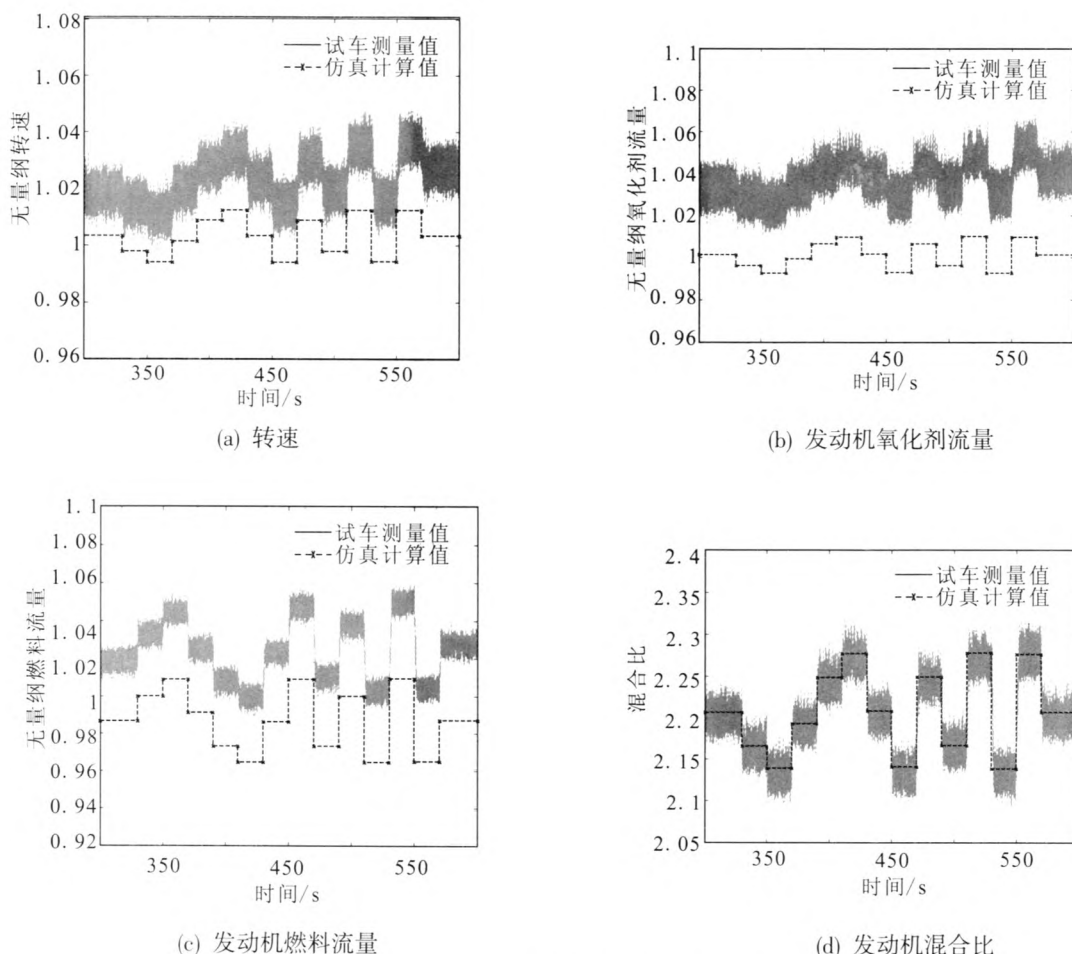 1.08
1.06
1.04
1.02
1
0.98
0.96
无量纲转速
试车测量值
仿真计算值
350
450
550
时间/s
(a) 转速
1.1
1.08
1.06
1.04
1.02
1
0.98
0.96
无量纲氧化剂流量
试车测量值
仿真计算值
350
450
550
时间/s
(b) 发动机氧化剂流量
1.1
1.08
1.06
1.04
1.02
1
0.98
0.96
0.94
0.92
无量纲燃料流量
试车测量值
仿真计算值
350
450
550
时间/s
(c) 发动机燃料流量
2.4
2.35
2.3
2.25
2.2
2.15
2.1
2.05
混合比
试车测量值
仿真计算值
350
450
550
时间/s
(d) 发动机混合比